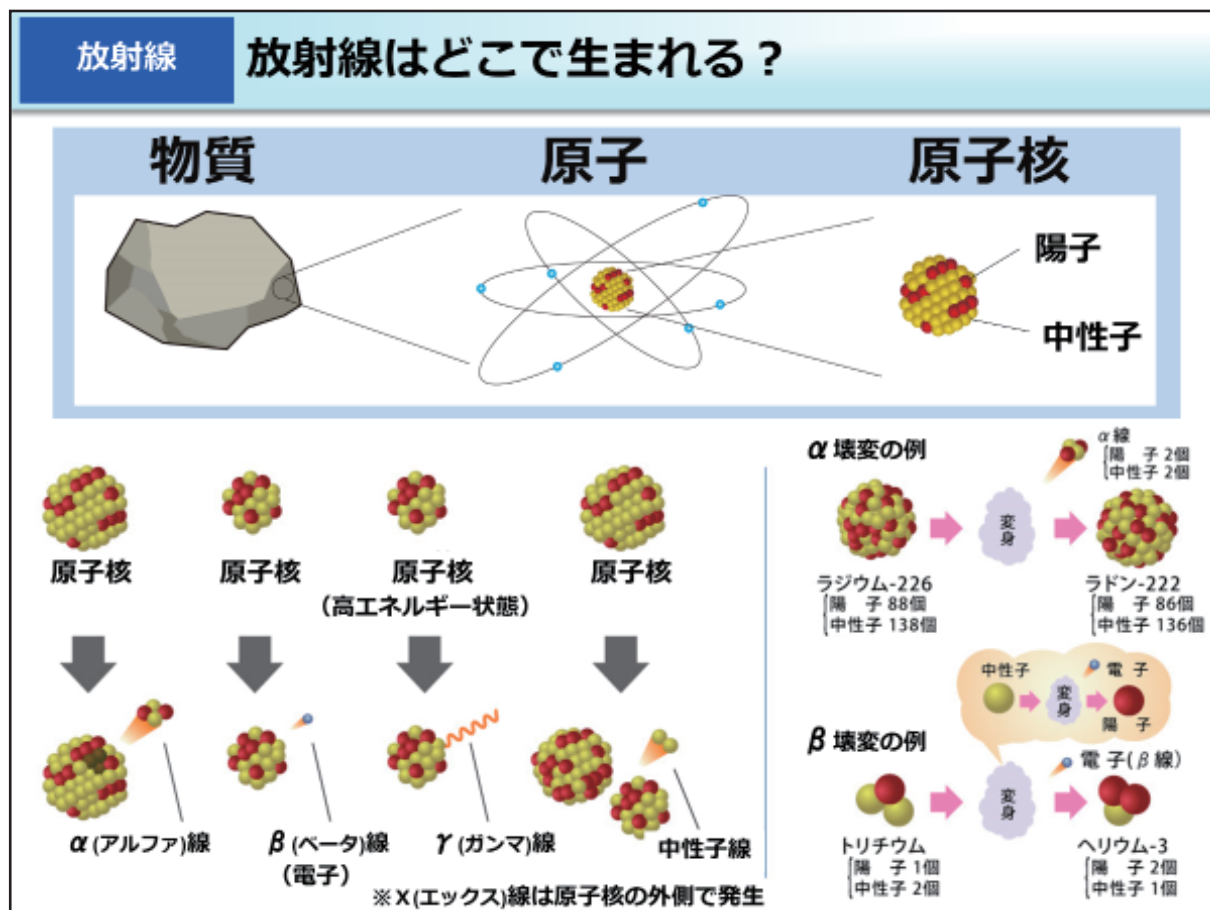 放射線
放射線はどこで生まれる？
物質
原子
原子核
陽子
中性子
原子核
原子核
原子核
（高エネルギー状態）
原子核
α(アルファ)線
β(ベータ)線
（電子）
γ(ガンマ)線
中性子線
※X(エックス)線は原子核の外側で発生
α壊変の例
α線
陽　子 2個
中性子 2個
変身
ラジウム-226
陽　子 88個
中性子 138個
ラドン-222
陽　子 86個
中性子 136個
中性子
変身
電　子
陽　子
β壊変の例
変身
電子(β線)
トリチウム
陽　子 1個
中性子 2個
ヘリウム-3
陽　子 2個
中性子 1個